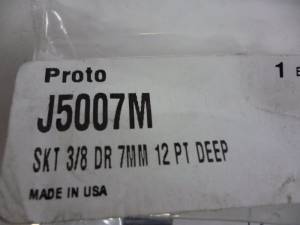 Proto 1
J5007M
SKT 3/8 DR 7MM 12 PT DEEP
MADE IN USA